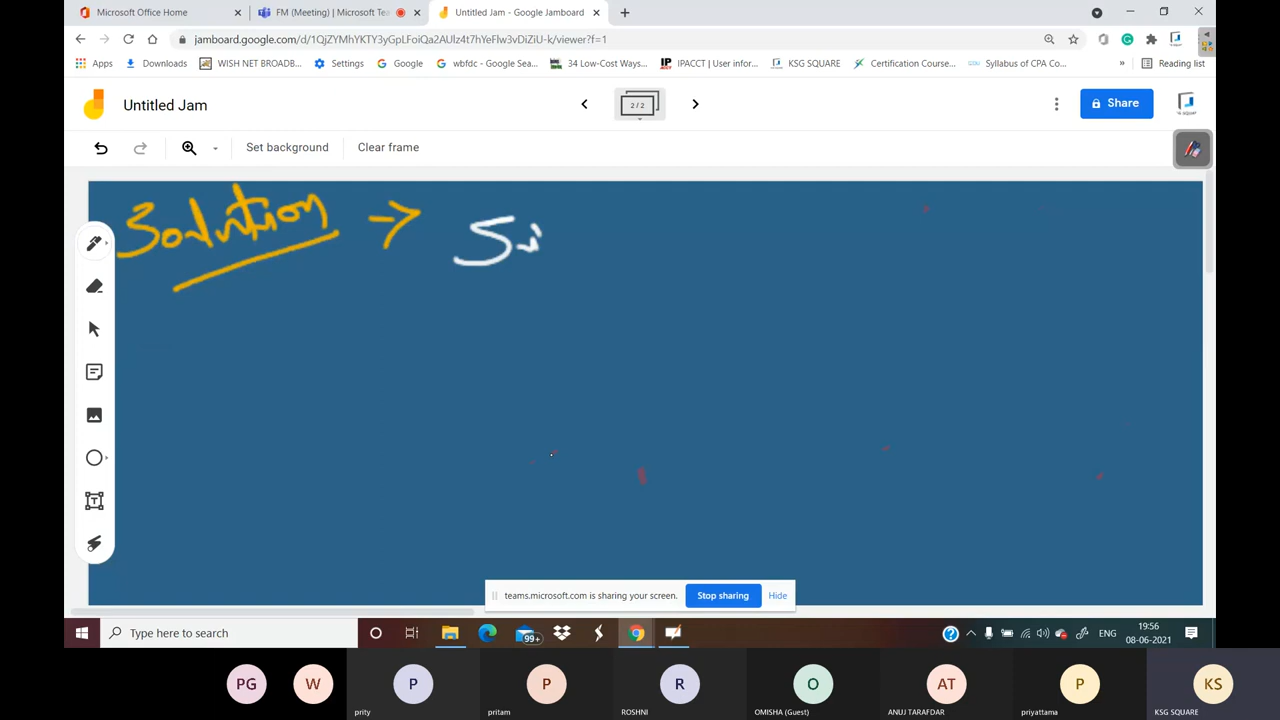 Microsoft Office Home
FM (Meeting) | Microsoft Tea
Untitled Jam - Google Jamboard
jamboard.google.com/d/1QjZYMhYKTY3yGpLFoiQa2AUlz4t7hYeFlw3vDiZiU-k/viewer?f=1
Apps
Downloads
WISH NET BROADB...
Settings
Google
wbfdc - Google Sea...
34 Low-Cost Ways...
IPACCT | User infor...
KSG SQUARE
Certification Course...
Syllabus of CPA Co...
Reading list
Untitled Jam
2 / 2
Share
Set background
Clear frame
Solution → Si
teams.microsoft.com is sharing your screen.
Stop sharing
Hide
Type here to search
99+
ENG
19:56
08-06-2021
PG
W
P
P
R
O
AT
P
KS
prity
pritam
ROSHNI
OMISHA (Guest)
ANUJ TARAFDAR
priyattama
KSG SQUARE